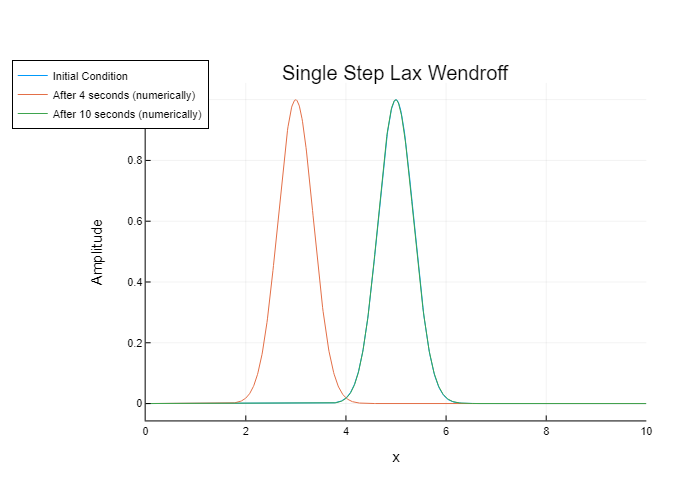 Single Step Lax Wendroff
Initial Condition
After 4 seconds (numerically)
After 10 seconds (numerically)
0.8
0.6
0.4
0.2
0
Amplitude
0 2 4 6 8 10
x